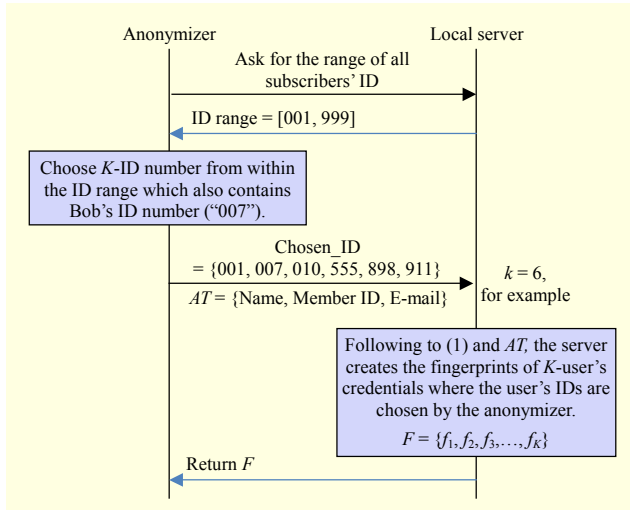 Anonymizer
Local server
Ask for the range of all
subscribers' ID
ID range = [001, 999]
Choose K-ID number from within
the ID range which also contains
Bob's ID number ("007").
Chosen_ID
= {001, 007, 010, 555, 898, 911}
AT = {Name, Member ID, E-mail}
k = 6,
for example
Following to (1) and AT, the server
creates the fingerprints of K-user's
credentials where the user's IDs are
chosen by the anonymizer.
F = {f1, f2, f3,…, fK}
Return F